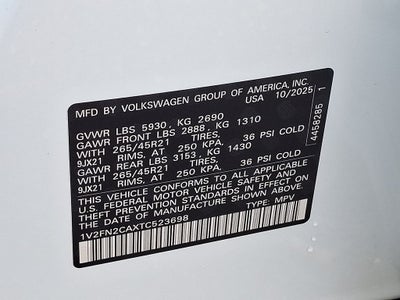 MFD BY VOLKSWAGEN GROUP OF AMERICA, INC.
USA 10/2025
GVWR LBS 5930, KG 2690
GAWR FRONT LBS 2888, KG 1310
WITH 265/45R21 TIRES,
9JX21 RIMS, AT 250 KPA 36 PSI COLD
GAWR REAR LBS 3153, KG 1430
WITH 265/45R21 TIRES,
9JX21 RIMS, AT 250 KPA 36 PSI COLD
THIS VEHICLE CONFORMS TO ALL APPLICABLE
U.S. FEDERAL MOTOR VEHICLE SAFETY AND
THEFT PREVENTION STANDARDS IN EFFECT ON THE
DATE OF MANUFACTURE SHOWN ABOVE.
1V2FN2CAXTC523698 TYPE: MPV
4458285 1